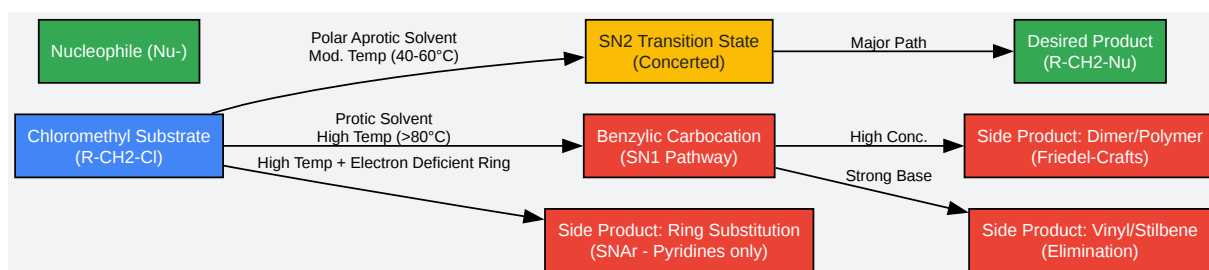 Nucleophile (Nu-)
Polar Aprotic Solvent
Mod. Temp (40-60°C)
SN2 Transition State
(Concerted)
Major Path
Desired Product
(R-CH2-Nu)
Chloromethyl Substrate
(R-CH2-Cl)
Protic Solvent
High Temp (>80°C)
High Temp + Electron Deficient Ring
Benzylic Carbocation
(SN1 Pathway)
High Conc.
Strong Base
Side Product: Dimer/Polymer
(Friedel-Crafts)
Side Product: Ring Substitution
(SNAr - Pyridines only)
Side Product: Vinyl/Stilbene
(Elimination)